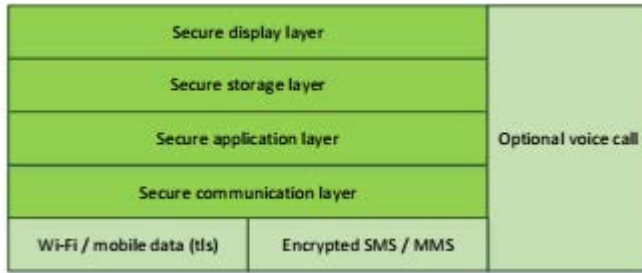 Secure display layer
Secure storage layer
Secure application layer
Optional voice call
Secure communication layer
Wi-Fi / mobile data (tls)
Encrypted SMS / MMS